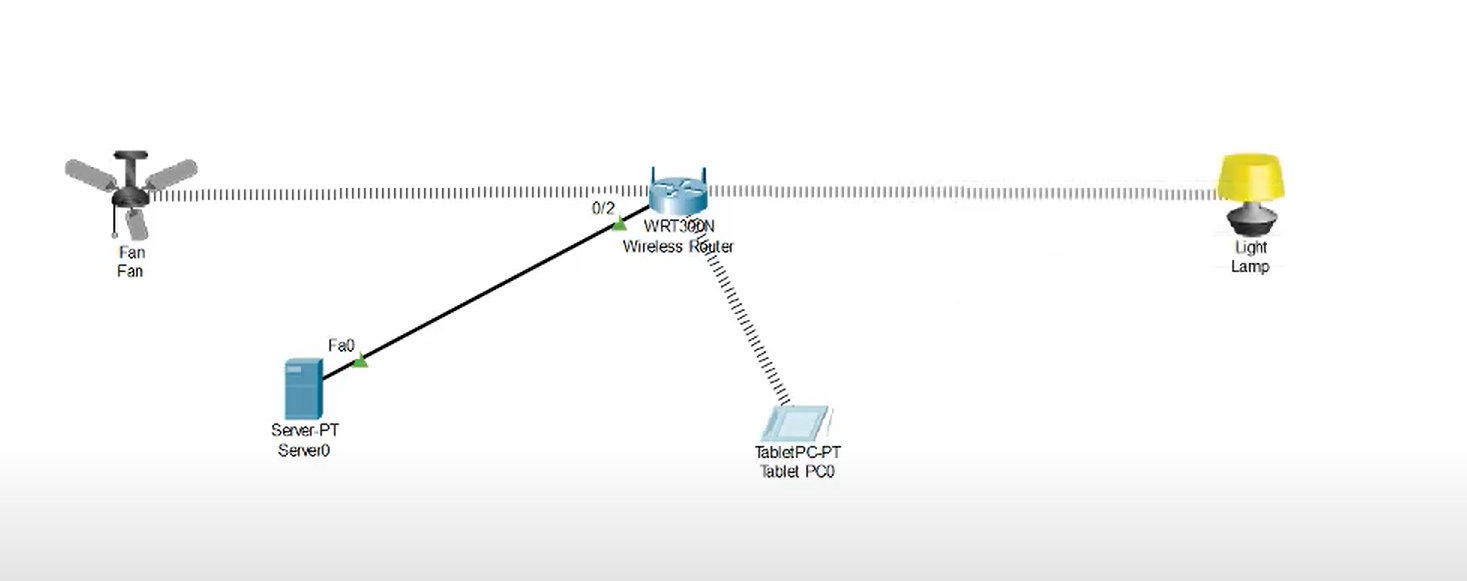 0/2
WRT300N
Wireless Router
Fan
Fan
Light
Lamp
Fa0
Server-PT
Server0
TabletPC-PT
Tablet PC0